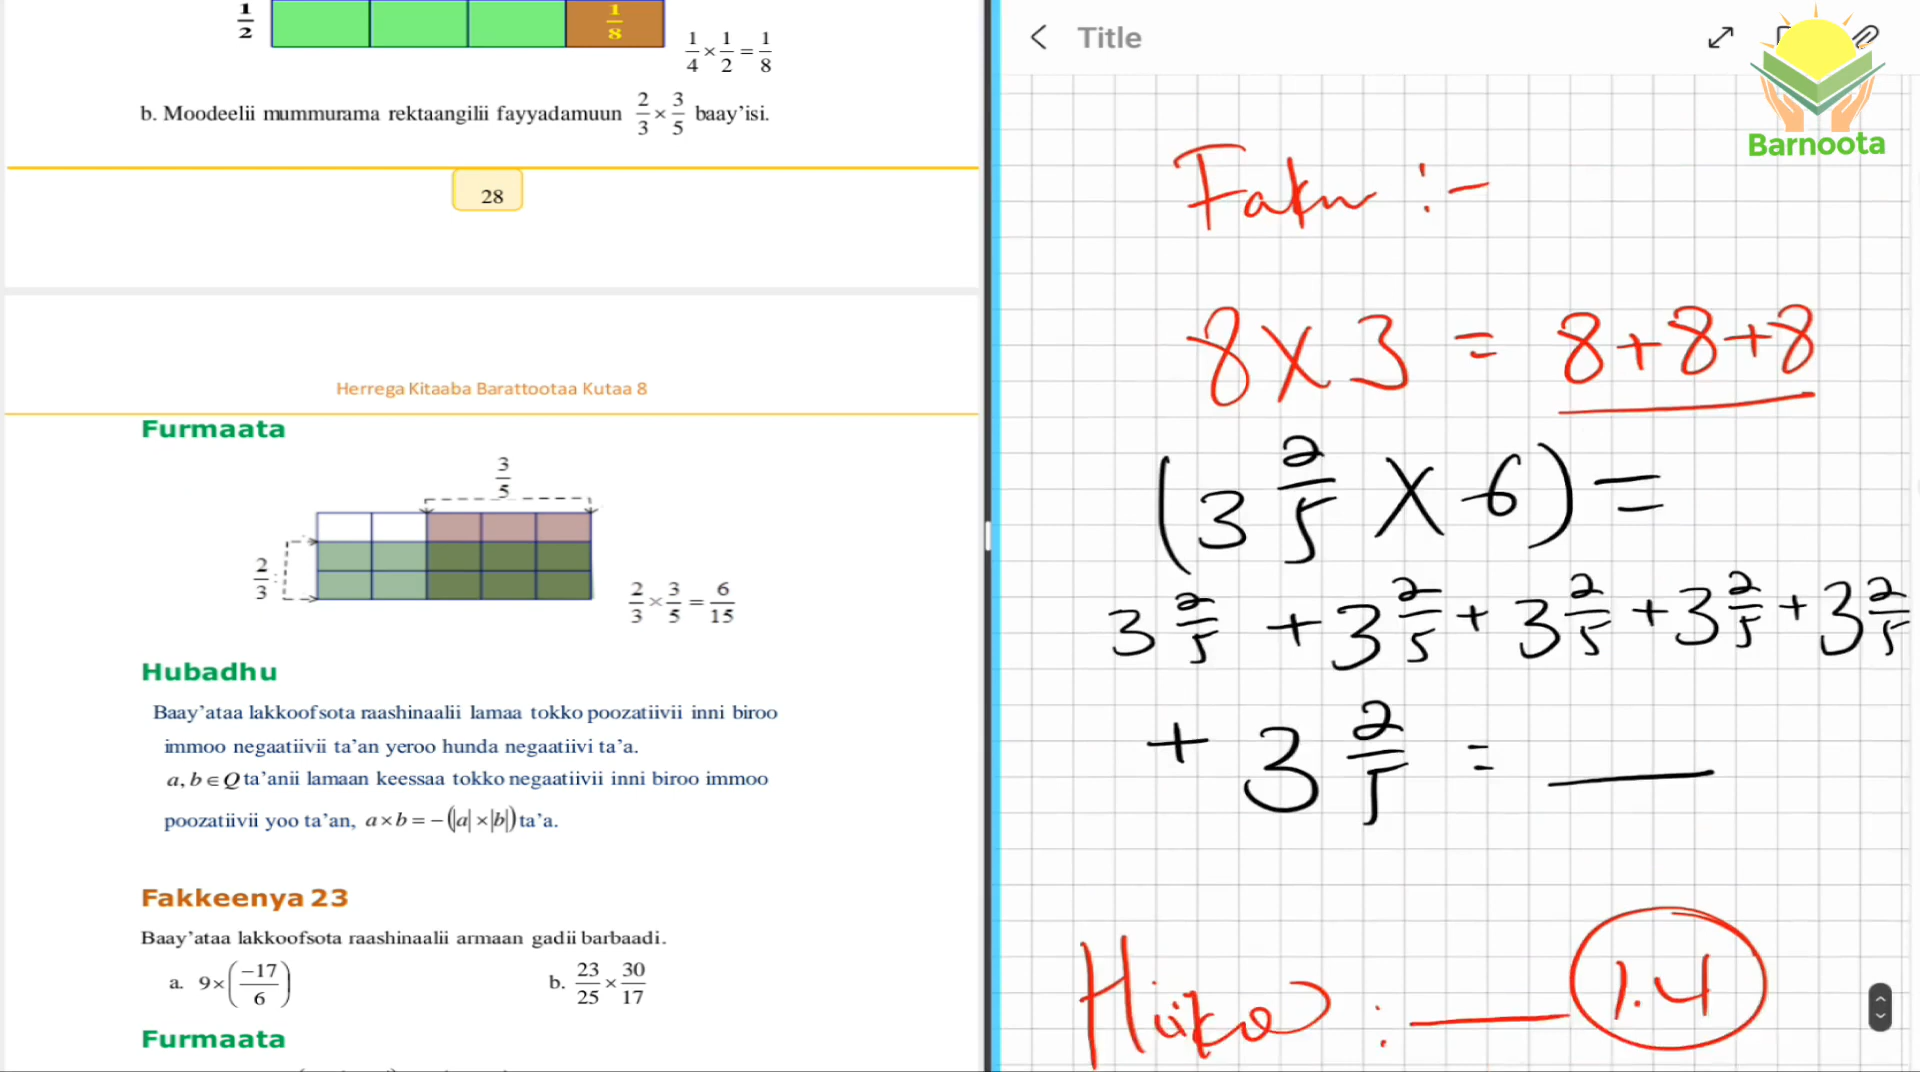 1/2
1/8
1/4 × 1/2 = 1/8
b. Moodeelii mummurama rektaangilii fayyadamuun 2/3 × 3/5 baay'isi.
28
Herrega Kitaaba Barattootaa Kutaa 8
Furmaata
3/5
2/3
2/3 × 3/5 = 6/15
Hubadhu
Baay'ataa lakkoofsota raashinaalii lamaa tokko poozatiivii inni biroo
immoo negaatiivii ta'an yeroo hunda negaatiivi ta'a.
a, b ∈ Q ta'anii lamaan keessaa tokko negaatiivii inni biroo immoo
poozatiivii yoo ta'an, a × b = −(|a| × |b|) ta'a.
Fakkeenya 23
Baay'ataa lakkoofsota raashinaalii armaan gadii barbaadi.
a. 9×(−17/6)
b. 23/25 × 30/17
Furmaata
Title
Barnoota
8 × 3 = 8+8+8
(3 2/5 × 6) =
3 2/5 + 3 2/5 + 3 2/5 + 3 2/5 + 3 2/5
+ 3 2/5 =
1.4